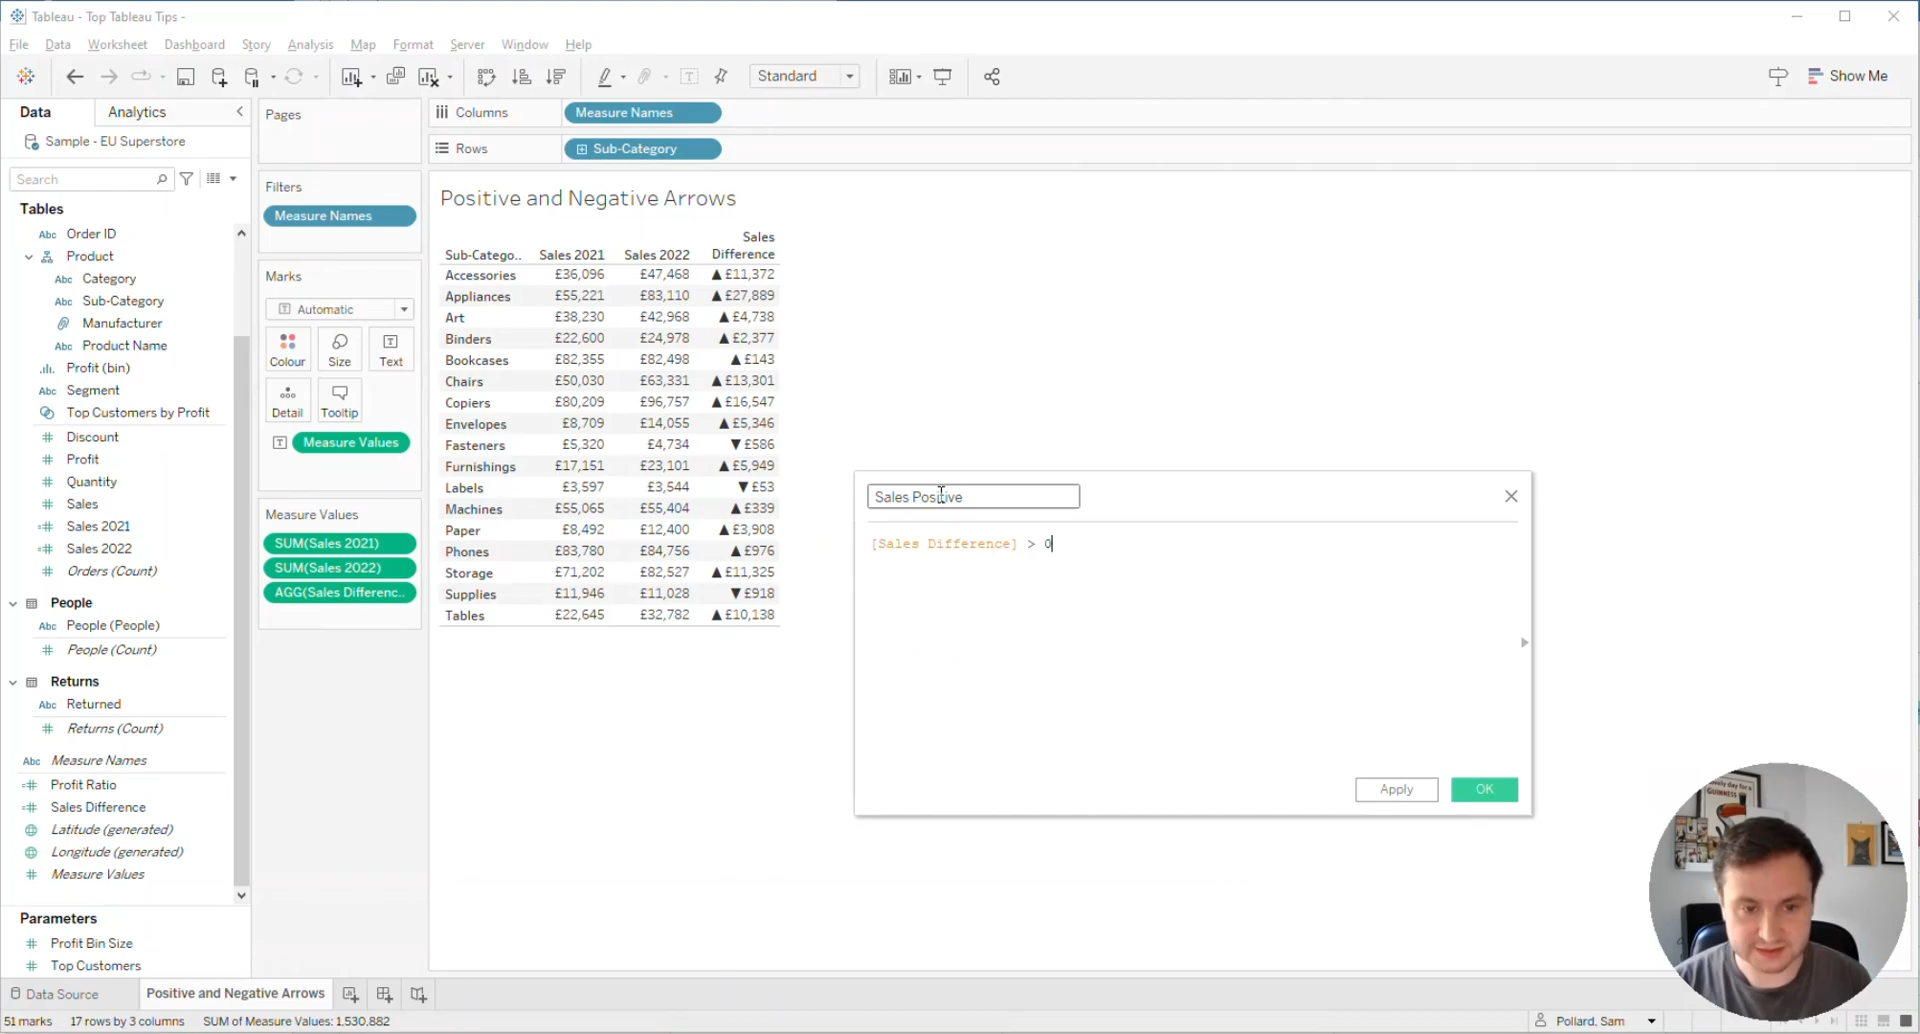 Tableau - Top Tableau Tips -
File Data Worksheet Dashboard Story Analysis Map Format Server Window Help
Standard
Show Me
Data
Analytics
Sample - EU Superstore
Search
Tables
Abc Order ID
Product
Abc Category
Abc Sub-Category
Manufacturer
Abc Product Name
Profit (bin)
Abc Segment
Top Customers by Profit
# Discount
# Profit
# Quantity
# Sales
=# Sales 2021
=# Sales 2022
# Orders (Count)
People
Abc People (People)
# People (Count)
Returns
Abc Returned
# Returns (Count)
Abc Measure Names
=# Profit Ratio
=# Sales Difference
Latitude (generated)
Longitude (generated)
# Measure Values
Parameters
# Profit Bin Size
# Top Customers
Pages
Filters
Measure Names
Marks
Automatic
Colour Size Text
Detail Tooltip
Measure Values
Measure Values
SUM(Sales 2021)
SUM(Sales 2022)
AGG(Sales Differenc..
Columns
Measure Names
Rows
Sub-Category
Positive and Negative Arrows
Sub-Catego.. Sales 2021 Sales 2022 Sales Difference
Accessories £36,096 £47,468 ▲£11,372
Appliances £55,221 £83,110 ▲£27,889
Art £38,230 £42,968 ▲£4,738
Binders £22,600 £24,978 ▲£2,377
Bookcases £82,355 £82,498 ▲£143
Chairs £50,030 £63,331 ▲£13,301
Copiers £80,209 £96,757 ▲£16,547
Envelopes £8,709 £14,055 ▲£5,346
Fasteners £5,320 £4,734 ▼£586
Furnishings £17,151 £23,101 ▲£5,949
Labels £3,597 £3,544 ▼£53
Machines £55,065 £55,404 ▲£339
Paper £8,492 £12,400 ▲£3,908
Phones £83,780 £84,756 ▲£976
Storage £71,202 £82,527 ▲£11,325
Supplies £11,946 £11,028 ▼£918
Tables £22,645 £32,782 ▲£10,138
Sales Positive
[Sales Difference] > 0
Apply
OK
GUINNESS
Data Source
Positive and Negative Arrows
51 marks 17 rows by 3 columns SUM of Measure Values: 1,530,882
Pollard, Sam